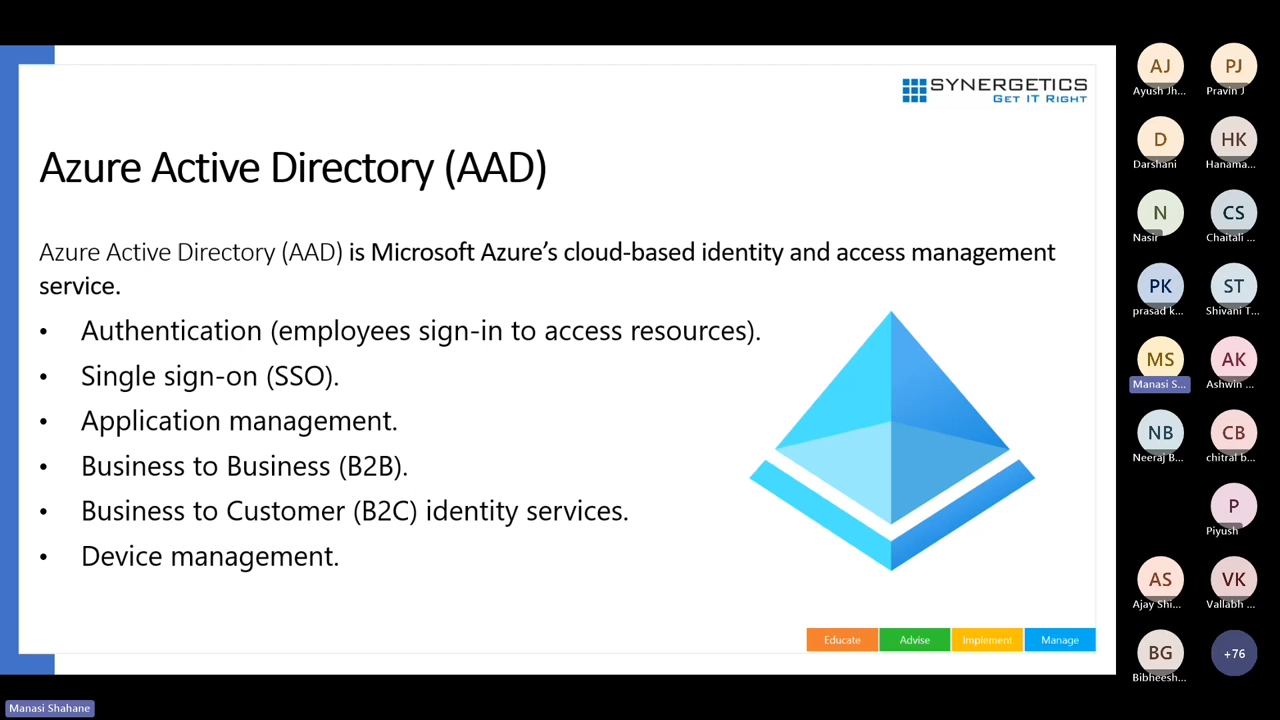 SYNERGETICS
GET IT RIGHT
Azure Active Directory (AAD)
Azure Active Directory (AAD) is Microsoft Azure’s cloud-based identity and access management
service.
• Authentication (employees sign-in to access resources).
• Single sign-on (SSO).
• Application management.
• Business to Business (B2B).
• Business to Customer (B2C) identity services.
• Device management.
Educate Advise Implement Manage
AJ PJ
Ayush Jh... Pravin J
D HK
Darshani Hanama...
N CS
Nasir Chaitali ...
PK ST
prasad k... Shivani T...
MS AK
Manasi S... Ashwin ...
NB CB
Neeraj B... chitral b...
P
Piyush
AS VK
Ajay Shi... Vallabh ...
BG +76
Bibheesh...
Manasi Shahane